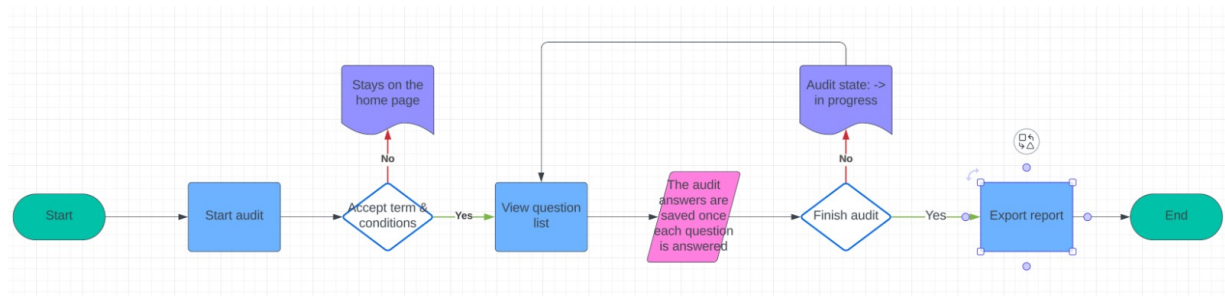 Stays on the
home page
Audit state: ->
in progress
No
No
Start
Start audit
Accept term &
conditions
Yes
View question
list
The audit
answers are
saved once
each question
is answered
Finish audit
Yes
Export report
End